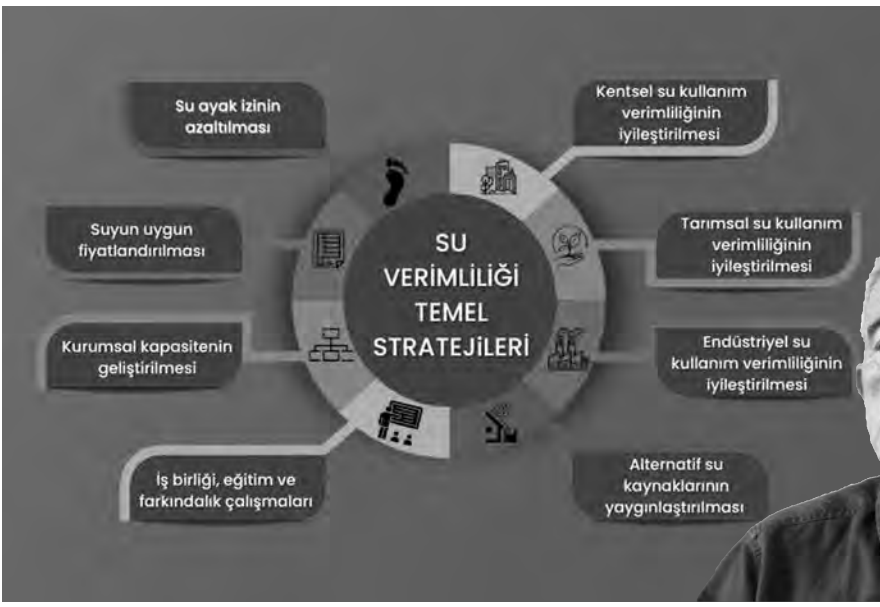 Su ayak izinin
azaltılması
Suyun uygun
fiyatlandırılması
Kurumsal kapasitenin
geliştirilmesi
İş birliği, eğitim ve
farkındalık çalışmaları
SU
VERİMLİLİĞİ
TEMEL
STRATEJİLERİ
Kentsel su kullanım
verimliliğinin
iyileştirilmesi
Tarımsal su kullanım
verimliliğinin
iyileştirilmesi
Endüstriyel su
kullanım verimliliğinin
iyileştirilmesi
Alternatif su
kaynaklarının
yaygınlaştırılması